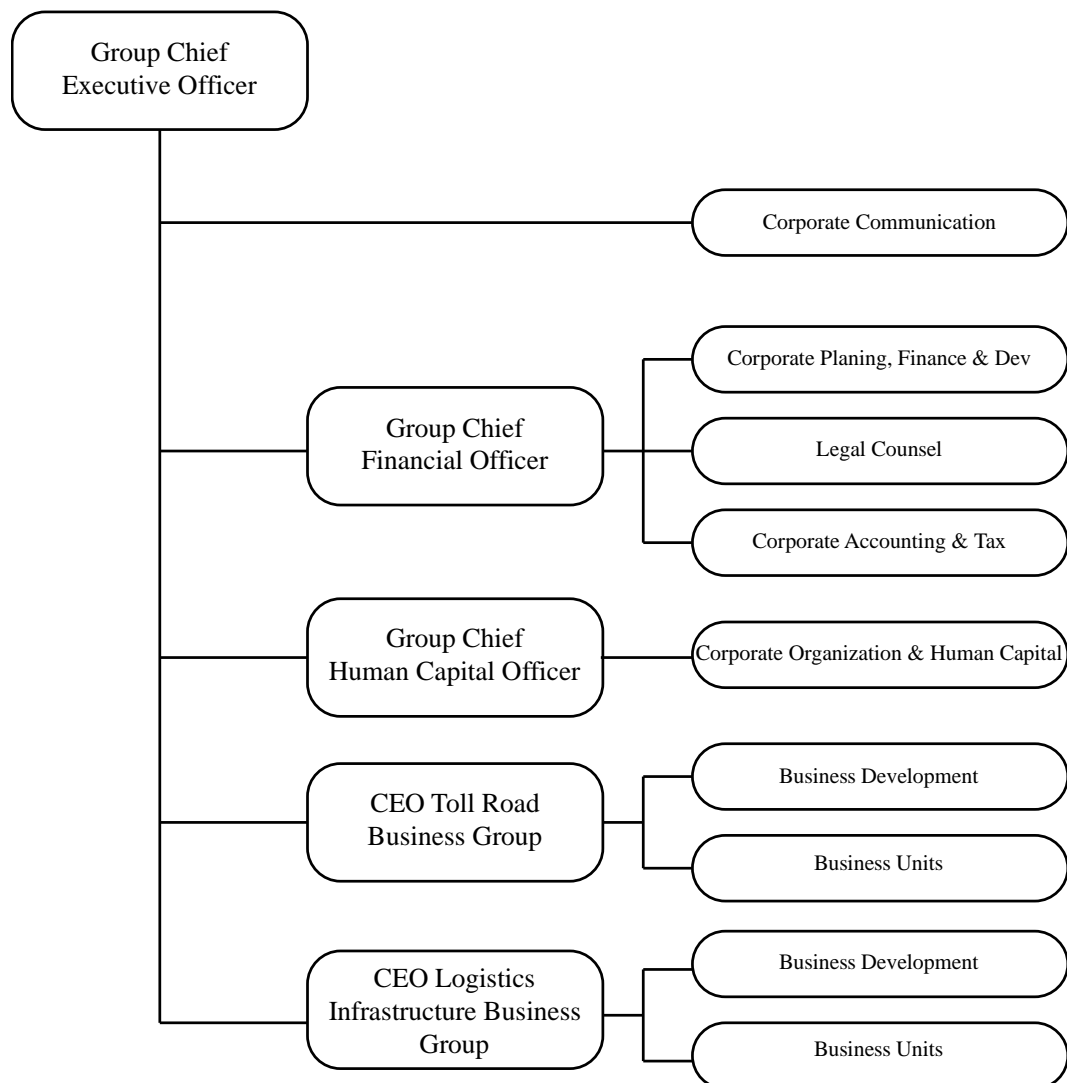 Group Chief
Executive Officer
Corporate Communication
Corporate Planing, Finance & Dev
Group Chief
Financial Officer
Legal Counsel
Corporate Accounting & Tax
Group Chief
Human Capital Officer
Corporate Organization & Human Capital
CEO Toll Road
Business Group
Business Development
Business Units
CEO Logistics
Infrastructure Business
Group
Business Development
Business Units